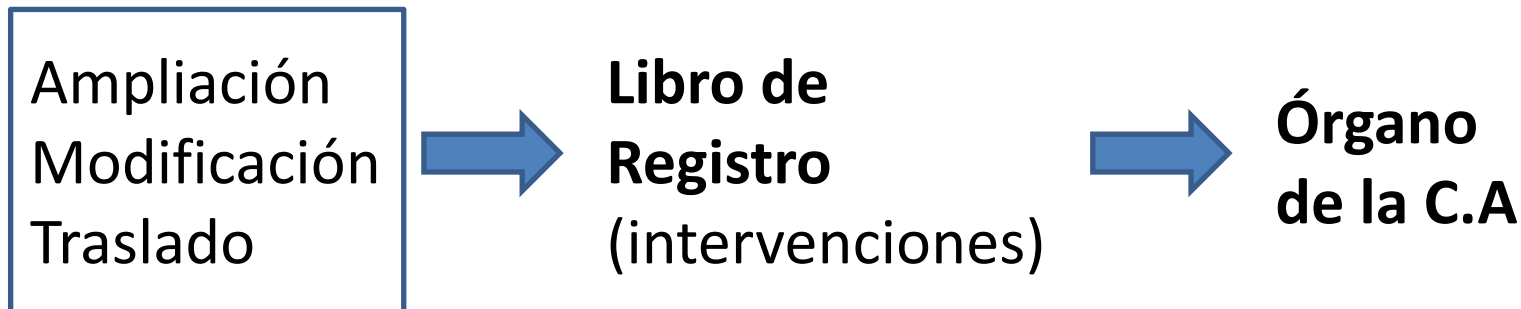 Ampliación
Modificación
Traslado
Libro de
Registro
(intervenciones)
Órgano
de la C.A